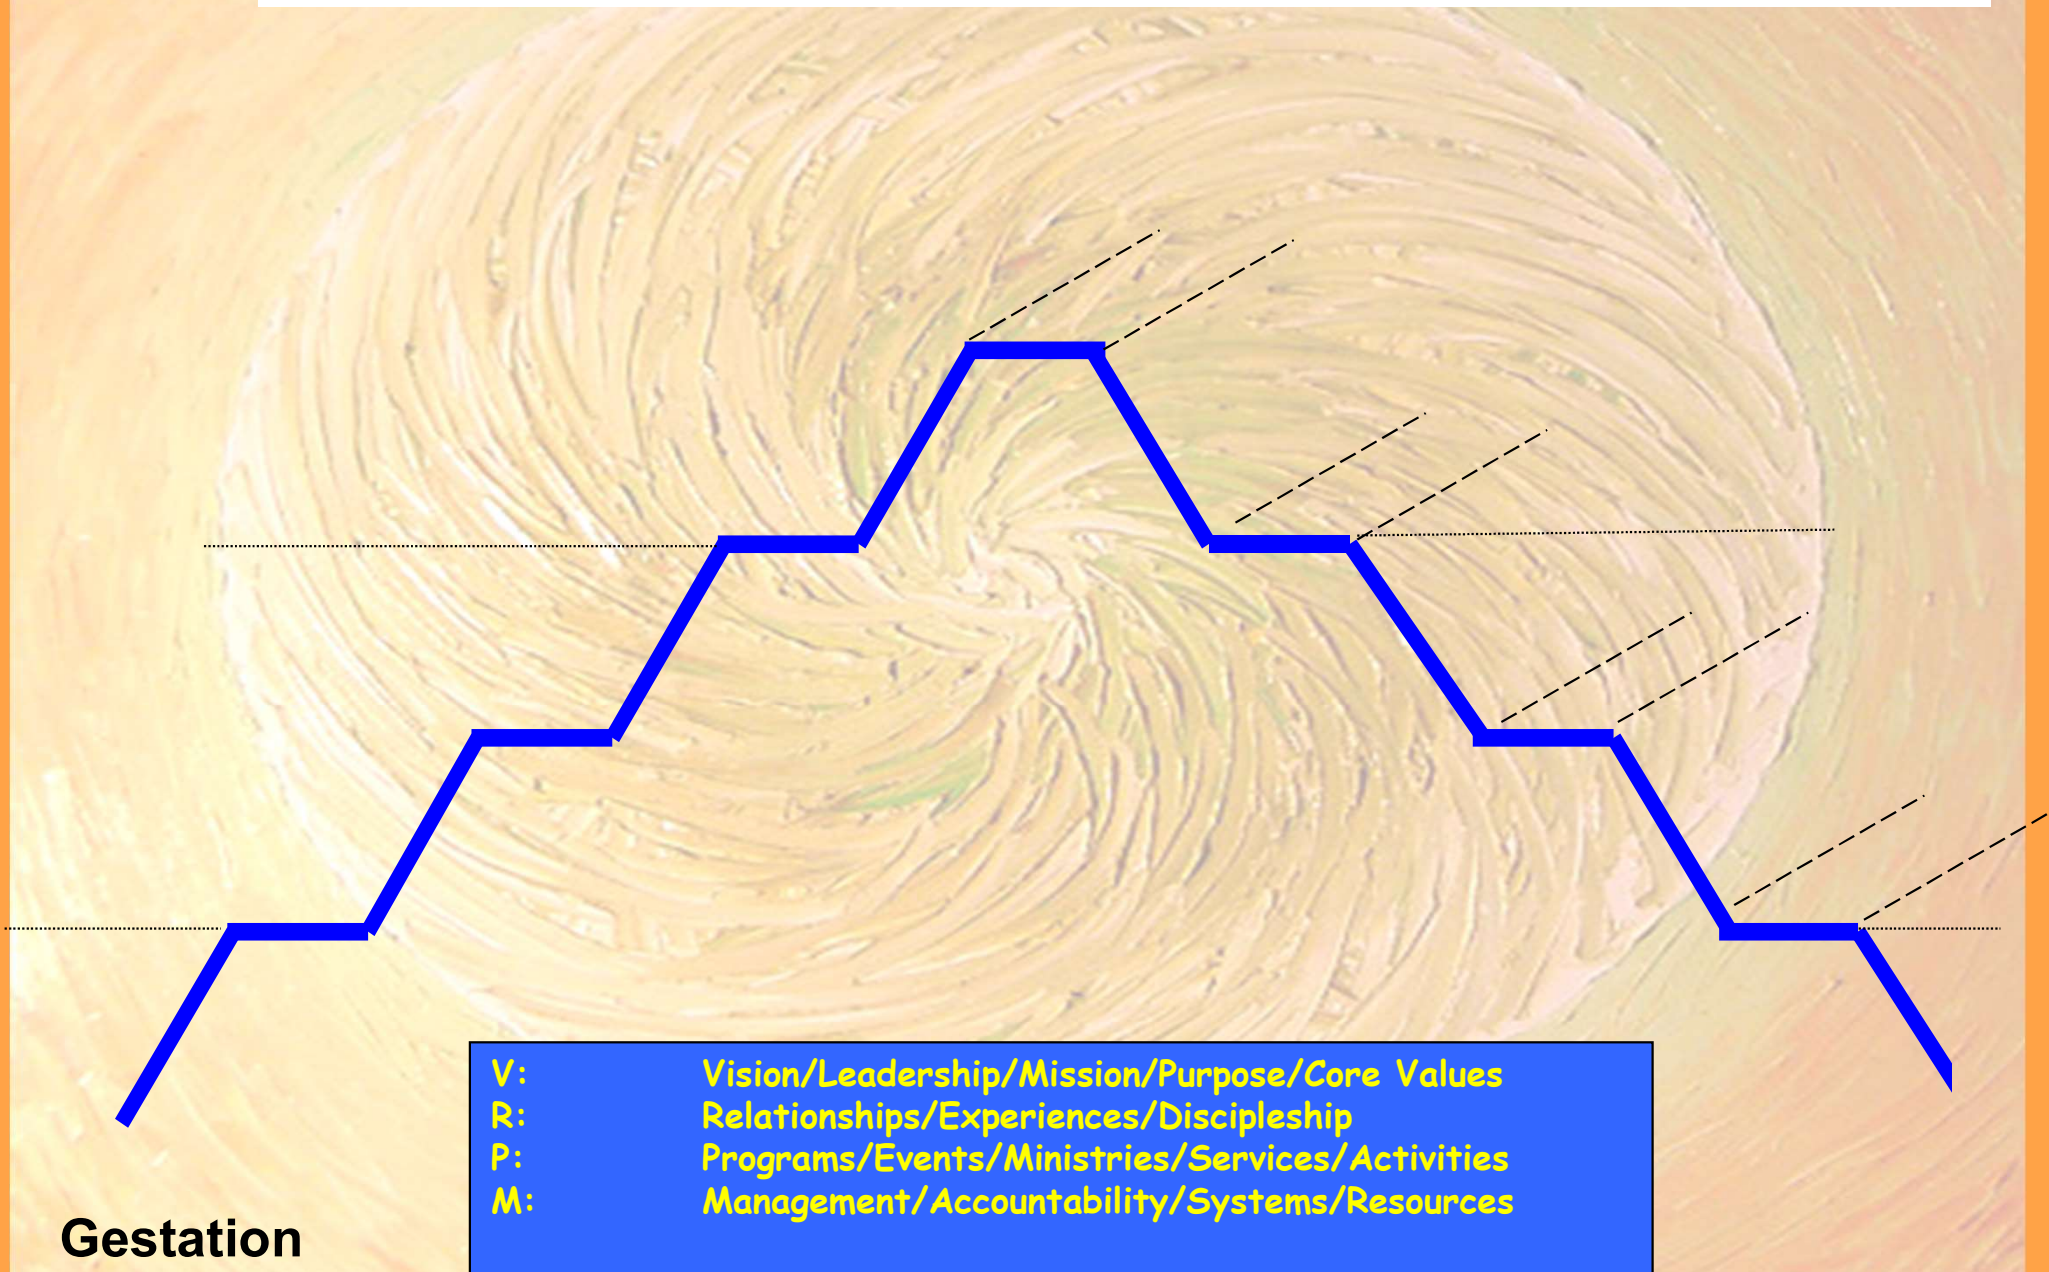 V: Vision/Leadership/Mission/Purpose/Core Values
R: Relationships/Experiences/Discipleship
P: Programs/Events/Ministries/Services/Activities
M: Management/Accountability/Systems/Resources
Gestation